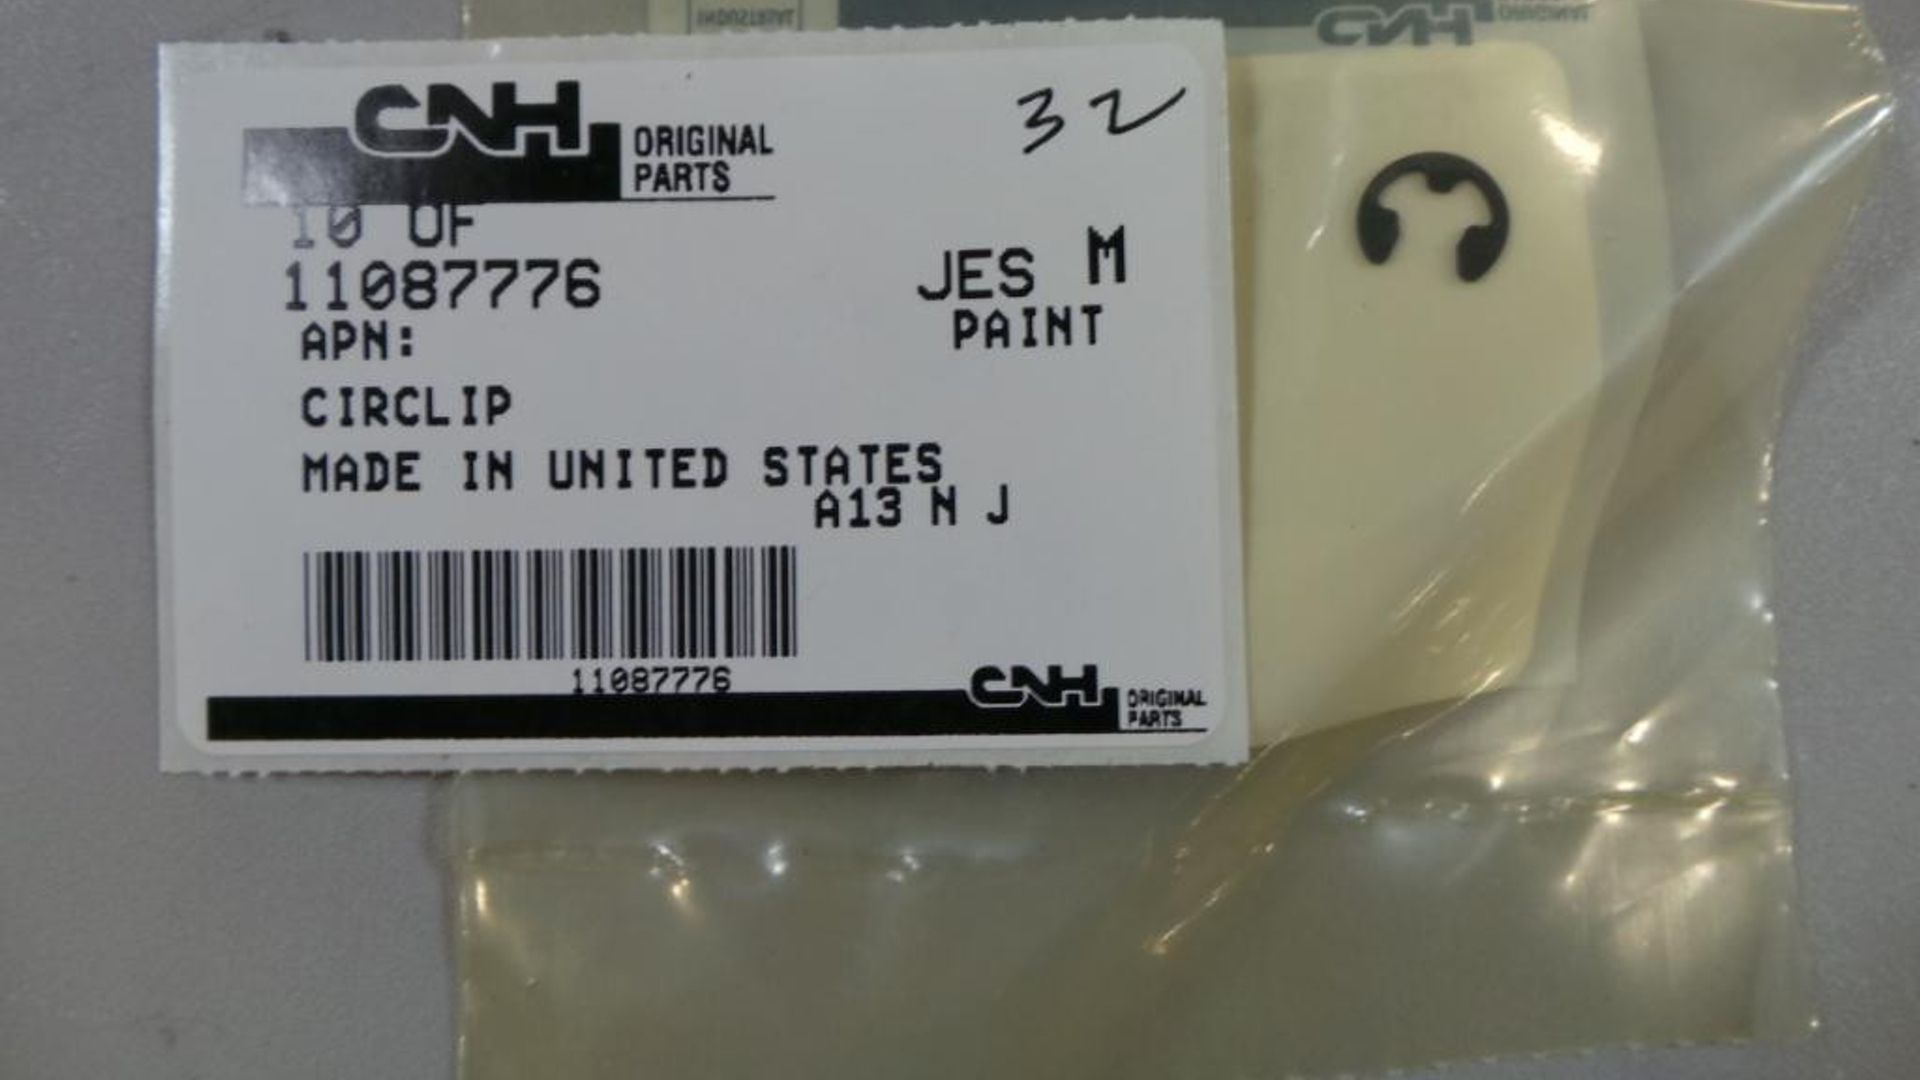 CNH ORIGINAL
PARTS
32
10 OF
11087776
JES M
APN:
PAINT
CIRCLIP
MADE IN UNITED STATES
A13 N J
11087776
CNH ORIGINAL
PARTS
INDUSTRIAL
CNH